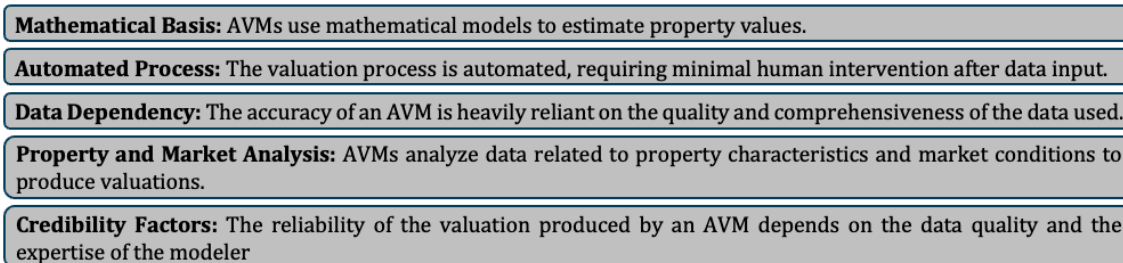 Mathematical Basis: AVMs use mathematical models to estimate property values.
Automated Process: The valuation process is automated, requiring minimal human intervention after data input.
Data Dependency: The accuracy of an AVM is heavily reliant on the quality and comprehensiveness of the data used.
Property and Market Analysis: AVMs analyze data related to property characteristics and market conditions to
produce valuations.
Credibility Factors: The reliability of the valuation produced by an AVM depends on the data quality and the
expertise of the modeler